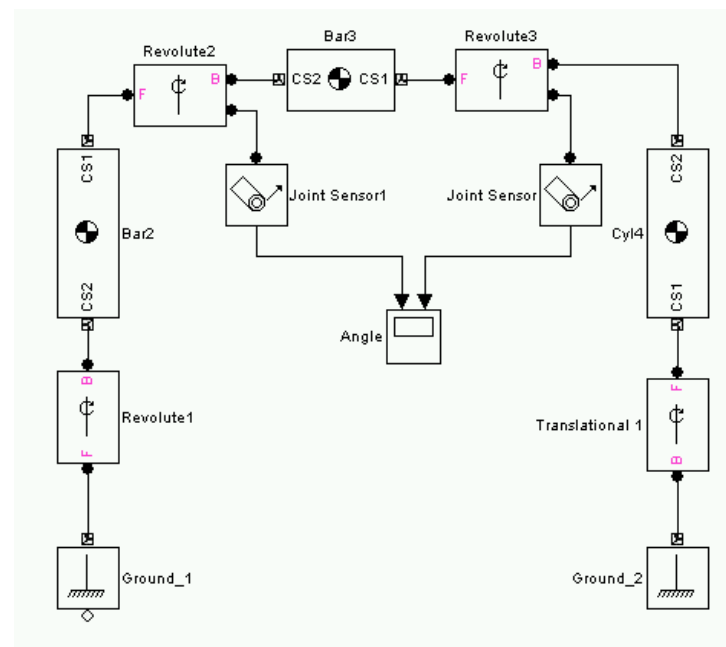 Bar3
Revolute2
Revolute3
F
B
CS2
CS1
F
B
CS1
CS2
Joint Sensor1
Joint Sensor
Bar2
Cyl4
CS2
CS1
Angle
B
F
Revolute1
Translational 1
F
B
Ground_1
Ground_2